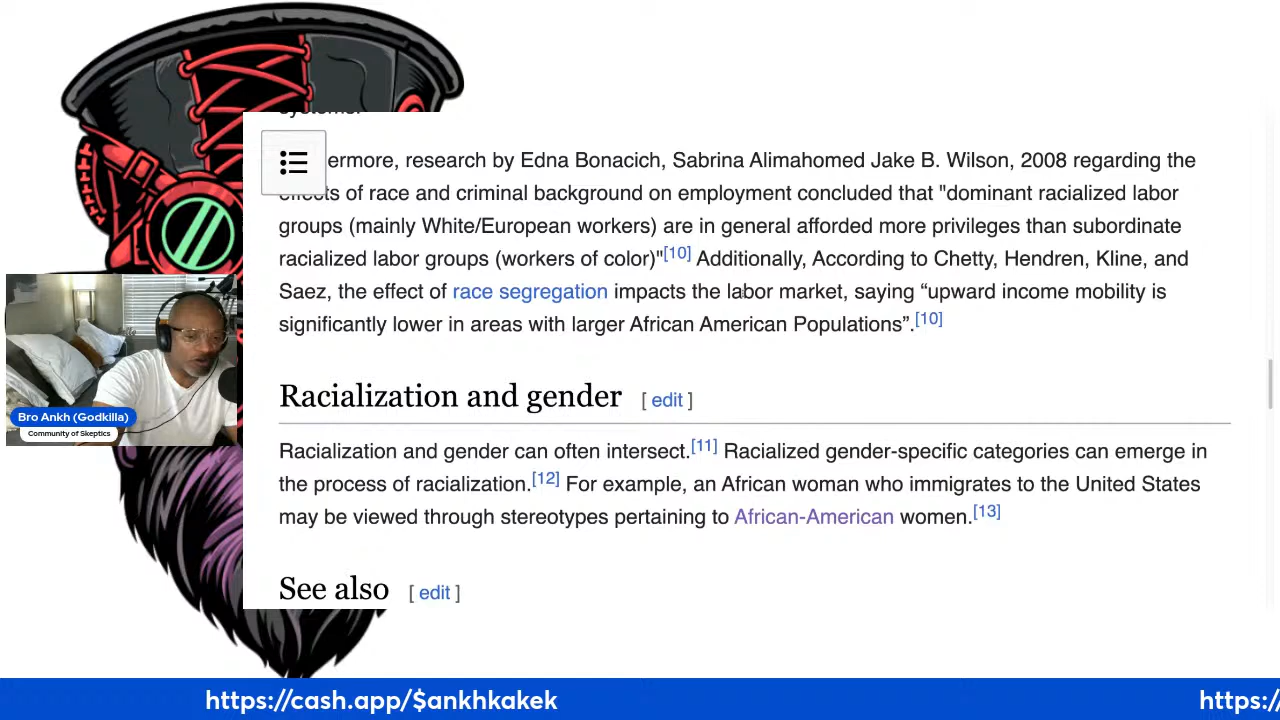 ermore, research by Edna Bonacich, Sabrina Alimahomed Jake B. Wilson, 2008 regarding the
effects of race and criminal background on employment concluded that "dominant racialized labor
groups (mainly White/European workers) are in general afforded more privileges than subordinate
racialized labor groups (workers of color)"[10] Additionally, According to Chetty, Hendren, Kline, and
Saez, the effect of race segregation impacts the labor market, saying “upward income mobility is
significantly lower in areas with larger African American Populations”.[10]
Racialization and gender [ edit ]
Racialization and gender can often intersect.[11] Racialized gender-specific categories can emerge in
the process of racialization.[12] For example, an African woman who immigrates to the United States
may be viewed through stereotypes pertaining to African-American women.[13]
See also [ edit ]
Bro Ankh (Godkilla)
Community of Skeptics
https://cash.app/$ankhkakek
https:/